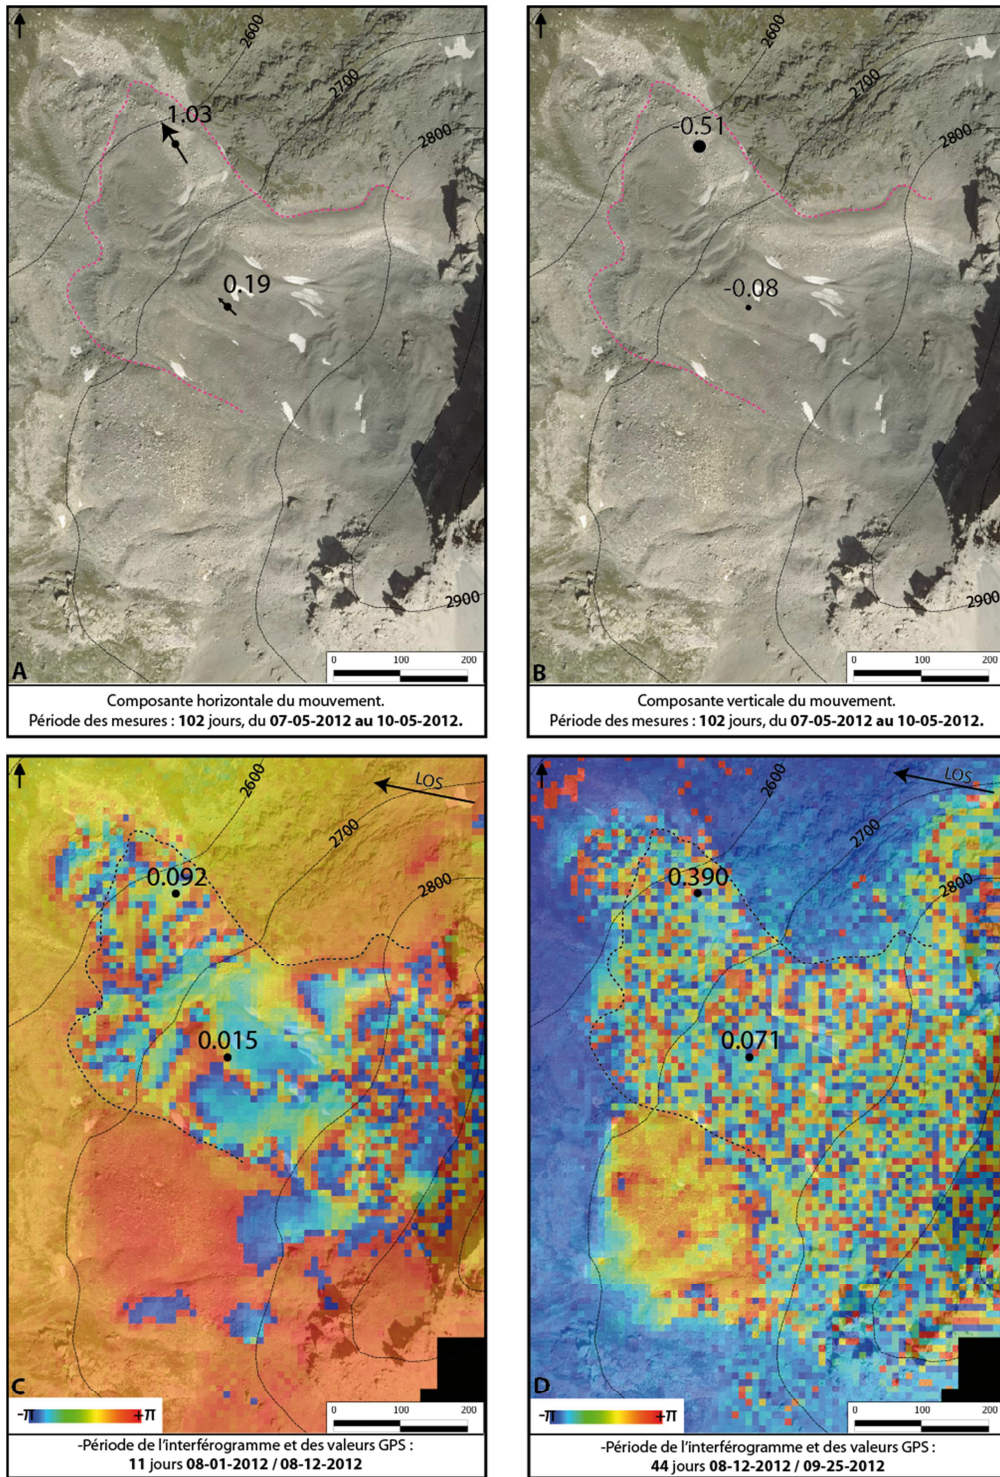 2600
2700
2800
1.03
0.19
2900
A
0 100 200
Composante horizontale du mouvement.
Période des mesures : 102 jours, du 07-05-2012 au 10-05-2012.
2600
2700
2800
-0.51
-0.08
2900
B
0 100 200
Composante verticale du mouvement.
Période des mesures : 102 jours, du 07-05-2012 au 10-05-2012.
LOS
2600
2700
2800
0.092
0.015
C
-π +π
0 100 200
-Période de l'interférogramme et des valeurs GPS :
11 jours 08-01-2012 / 08-12-2012
LOS
2600
2700
2800
0.390
0.071
D
-π +π
0 100 200
-Période de l'interférogramme et des valeurs GPS :
44 jours 08-12-2012 / 09-25-2012